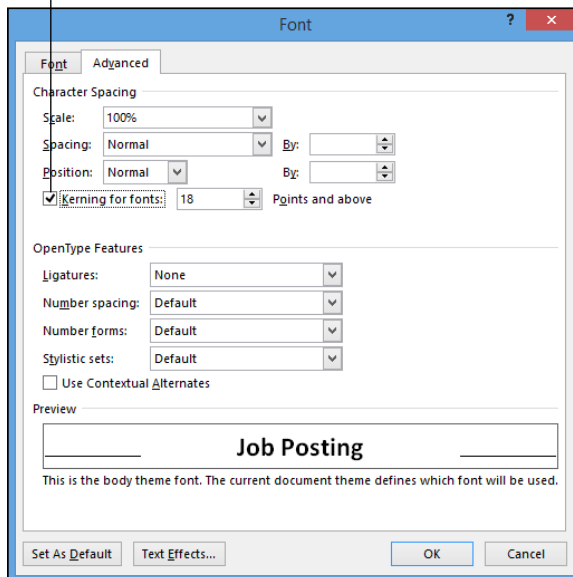 Font ?
Font Advanced
Character Spacing
Scale: 100%
Spacing: Normal By:
Position: Normal By:
Kerning for fonts: 18 Points and above
OpenType Features
Ligatures: None
Number spacing: Default
Number forms: Default
Stylistic sets: Default
Use Contextual Alternates
Preview
Job Posting
This is the body theme font. The current document theme defines which font will be used.
Set As Default Text Effects... OK Cancel